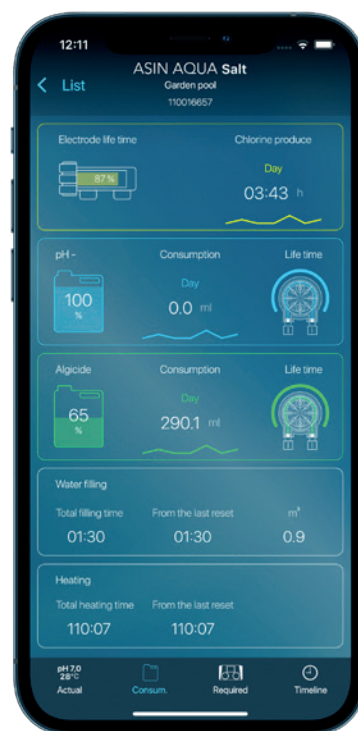 12:11
List
ASIN AQUA Salt
Garden pool
110016657
Electrode life time
Chlorine produce
87%
Day
03:43 h
pH -
Consumption
Life time
100
%
Day
0.0 ml
Algicide
Consumption
Life time
65
%
Day
290.1 ml
Water filling
Total filling time
From the last reset
m³
01:30
01:30
0.9
Heating
Total heating time
From the last reset
110:07
110:07
pH 7,0
28°C
Actual
Consum.
Required
Timeline